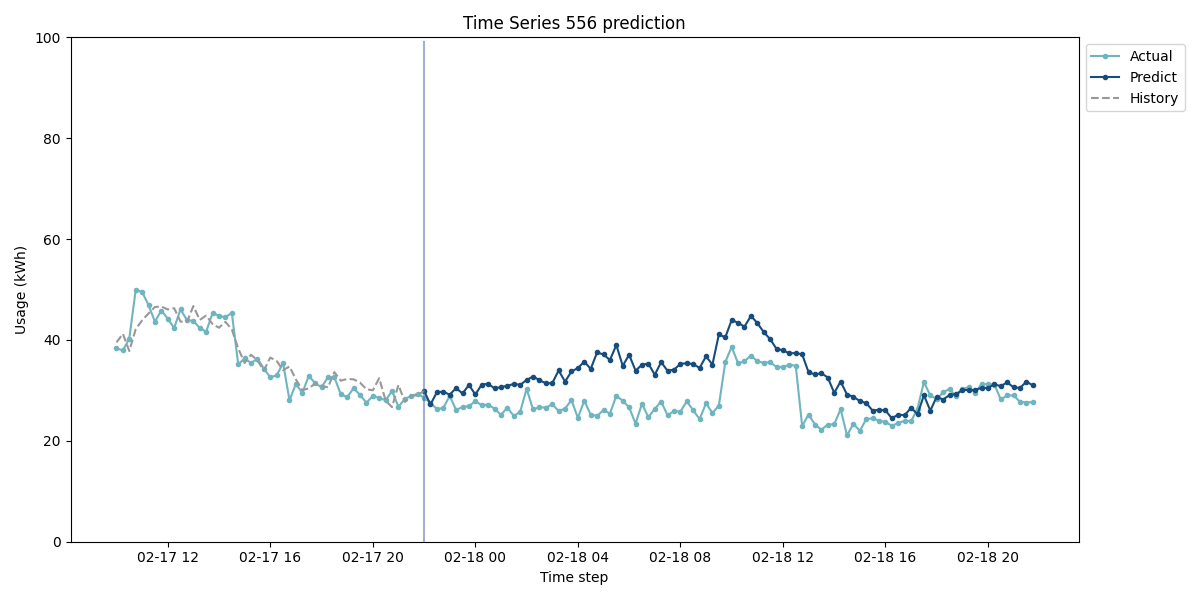 Time Series 556 prediction
100
80
60
40
20
0
Usage (kWh)
02-17 12
02-17 16
02-17 20
02-18 00
02-18 04
02-18 08
02-18 12
02-18 16
02-18 20
Time step
Actual
Predict
History